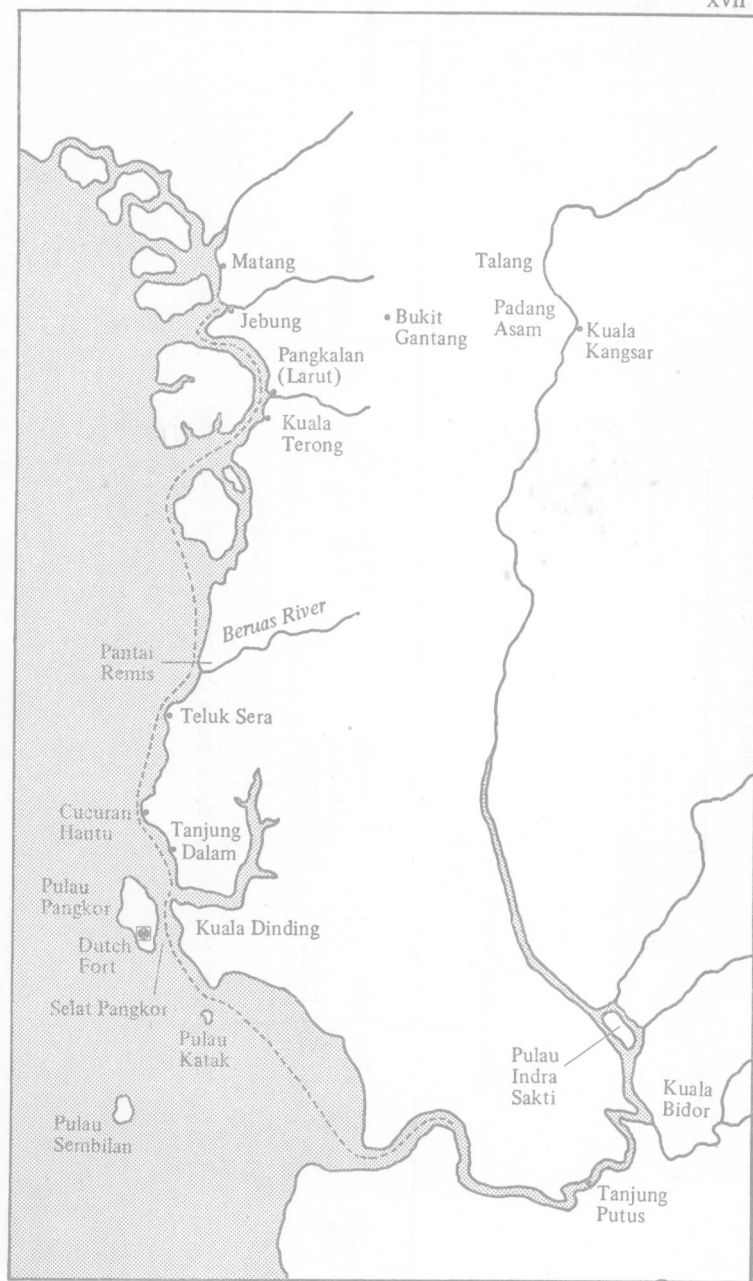 xvii
Matang
Talang
Jebung
Bukit
Gantang
Padang
Asam
Kuala
Kangsar
Pangkalan
(Larut)
Kuala
Terong
Beruas River
Pantai
Remis
Teluk Sera
Cucuran
Hantu
Tanjung
Dalam
Pulau
Pangkor
Dutch
Fort
Kuala Dinding
Selat Pangkor
Pulau
Katak
Pulau
Indra
Sakti
Kuala
Bidor
Pulau
Sembilan
Tanjung
Putus